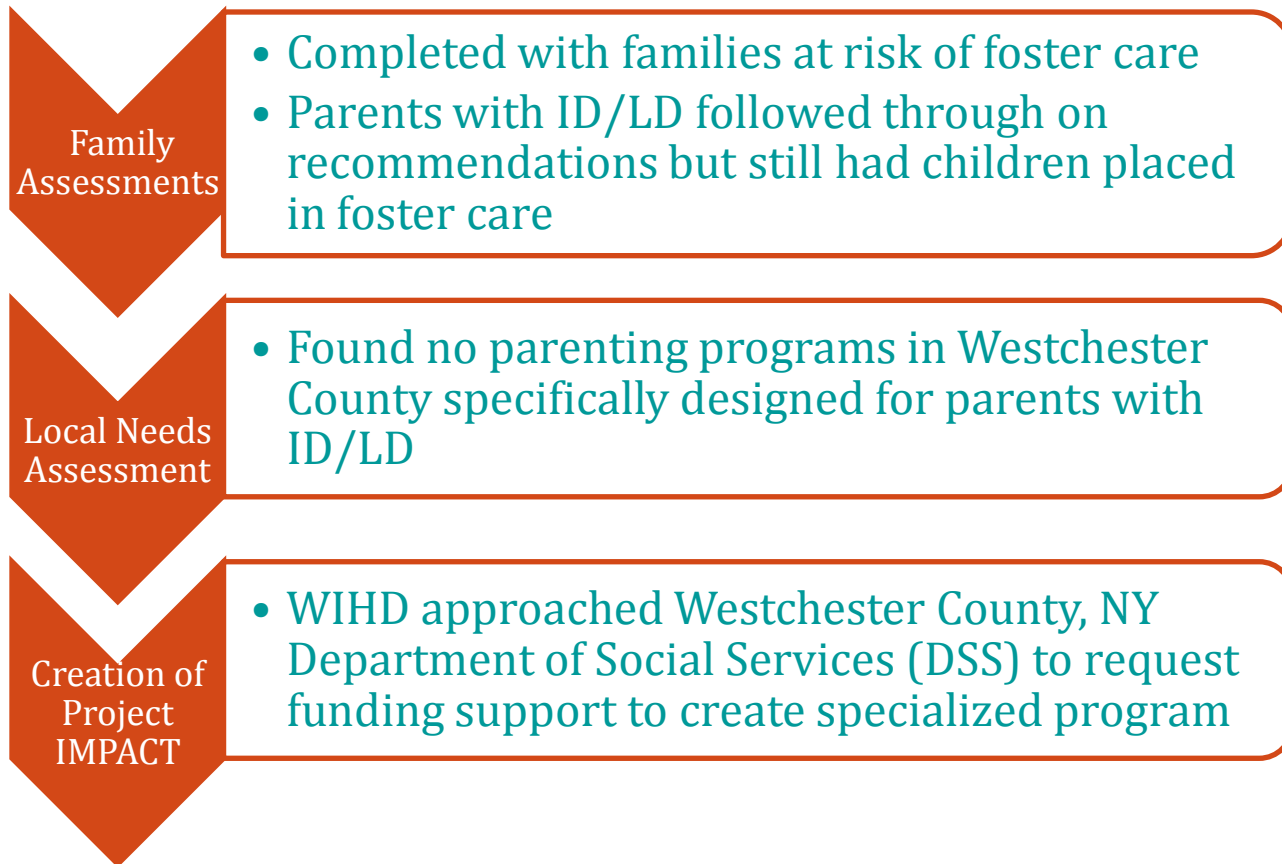 Family
Assessments
• Completed with families at risk of foster care
• Parents with ID/LD followed through on
recommendations but still had children placed
in foster care
Local Needs
Assessment
• Found no parenting programs in Westchester
County specifically designed for parents with
ID/LD
Creation of
Project
IMPACT
• WIHD approached Westchester County, NY
Department of Social Services (DSS) to request
funding support to create specialized program